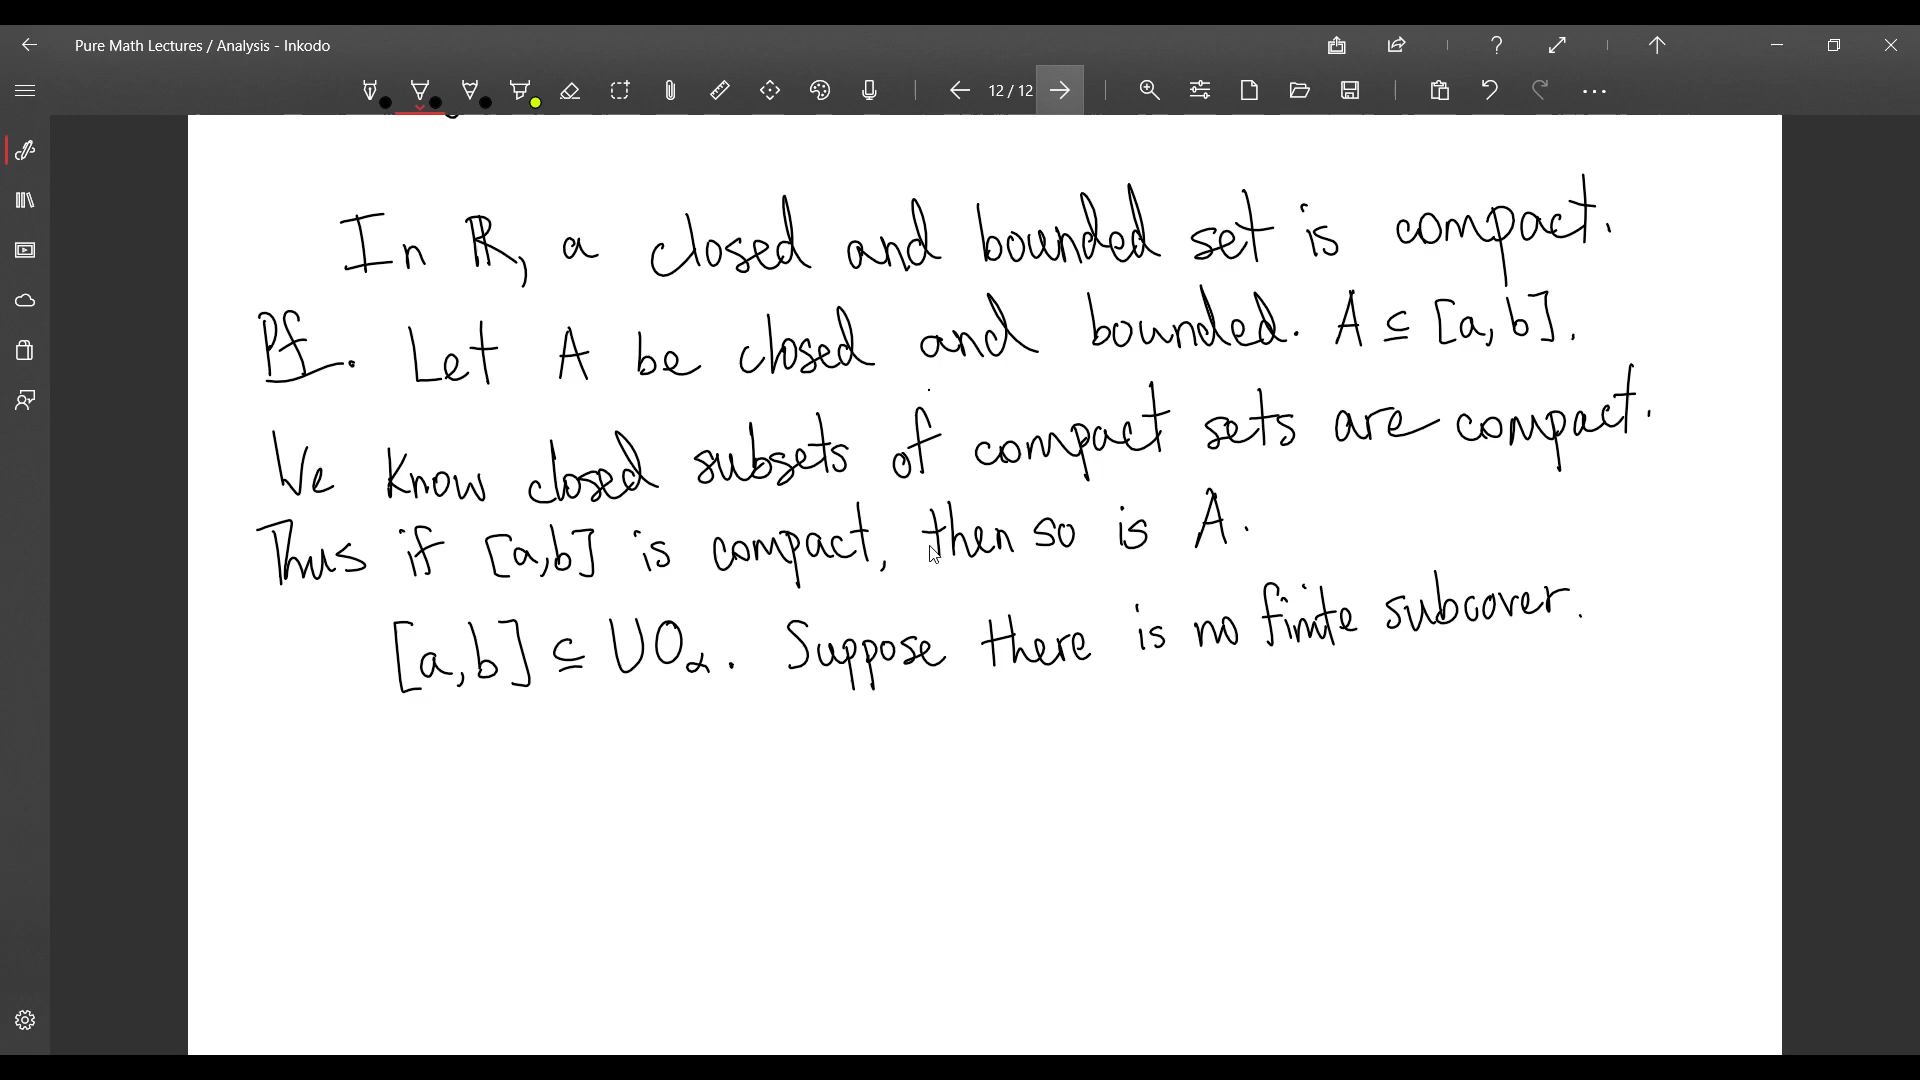 Pure Math Lectures / Analysis - Inkodo
12 / 12
In ℝ, a closed and bounded set is compact.
Pf. Let A be closed and bounded. A ⊆ [a,b].
We know closed subsets of compact sets are compact.
Thus if [a,b] is compact, then so is A.
[a,b] ⊆ ∪O_α. Suppose there is no finite subcover.